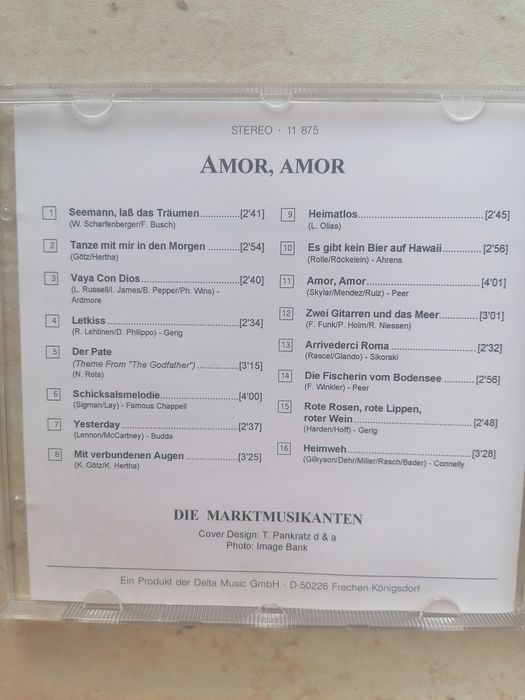 STEREO · 11 875
AMOR, AMOR
1 Seemann, laß das Träumen..............[2'41]
(W. Scharfenberger/F. Busch)
2 Tanze mit mir in den Morgen ...........[2'54]
(Götz/Hertha)
3 Vaya Con Dios................................[2'40]
(L. Russell/I. James/B. Pepper/Ph. Wins) -
Ardmore
4 Letkiss............................................[2'34]
(R. Lehtinen/D. Philippo) - Gerig
5 Der Pate
(Theme From "The Godfather")..............[3'15]
(N. Rota)
6 Schicksalsmelodie...........................[4'00]
(Sigman/Lay) - Famous Chappell
7 Yesterday.......................................[2'37]
(Lennon/McCartney) - Budda
8 Mit verbundenen Augen ..................[3'25]
(K. Götz/K. Hertha)
9 Heimatlos.......................................[2'45]
(L. Olias)
10 Es gibt kein Bier auf Hawaii.............[2'56]
(Rolle/Röckelein) - Ahrens
11 Amor, Amor....................................[4'01]
(Skylar/Mendez/Ruiz) - Peer
12 Zwei Gitarren und das Meer.............[3'01]
(F. Funk/P. Holm/R. Niessen)
13 Arrivederci Roma ...........................[2'32]
(Rascel/Glando) - Sikorski
14 Die Fischerin vom Bodensee ..........[2'56]
(F. Winkler) - Peer
15 Rote Rosen, rote Lippen,
roter Wein......................................[2'48]
(Harden/Hoff) - Gerig
16 Heimweh........................................[3'28]
(Gilkyson/Dehr/Miller/Rasch/Bader) - Connelly
DIE MARKTMUSIKANTEN
Cover Design: T. Pankratz d & a
Photo: Image Bank
Ein Produkt der Delta Music GmbH · D-50226 Frechen-Königsdorf